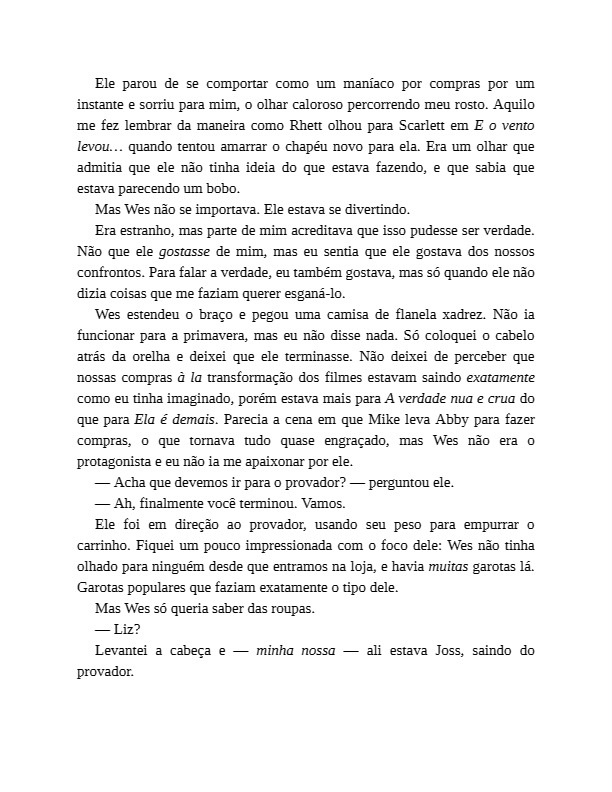 Ele parou de se comportar como um maníaco por compras por um
instante e sorriu para mim, o olhar caloroso percorrendo meu rosto. Aquilo
me fez lembrar da maneira como Rhett olhou para Scarlett em E o vento
levou… quando tentou amarrar o chapéu novo para ela. Era um olhar que
admitia que ele não tinha ideia do que estava fazendo, e que sabia que
estava parecendo um bobo.
Mas Wes não se importava. Ele estava se divertindo.
Era estranho, mas parte de mim acreditava que isso pudesse ser verdade.
Não que ele gostasse de mim, mas eu sentia que ele gostava dos nossos
confrontos. Para falar a verdade, eu também gostava, mas só quando ele não
dizia coisas que me faziam querer esganá-lo.
Wes estendeu o braço e pegou uma camisa de flanela xadrez. Não ia
funcionar para a primavera, mas eu não disse nada. Só coloquei o cabelo
atrás da orelha e deixei que ele terminasse. Não deixei de perceber que
nossas compras à la transformação dos filmes estavam saindo exatamente
como eu tinha imaginado, porém estava mais para A verdade nua e crua do
que para Ela é demais. Parecia a cena em que Mike leva Abby para fazer
compras, o que tornava tudo quase engraçado, mas Wes não era o
protagonista e eu não ia me apaixonar por ele.
— Acha que devemos ir para o provador? — perguntou ele.
— Ah, finalmente você terminou. Vamos.
Ele foi em direção ao provador, usando seu peso para empurrar o
carrinho. Fiquei um pouco impressionada com o foco dele: Wes não tinha
olhado para ninguém desde que entramos na loja, e havia muitas garotas lá.
Garotas populares que faziam exatamente o tipo dele.
Mas Wes só queria saber das roupas.
— Liz?
Levantei a cabeça e — minha nossa — ali estava Joss, saindo do
provador.